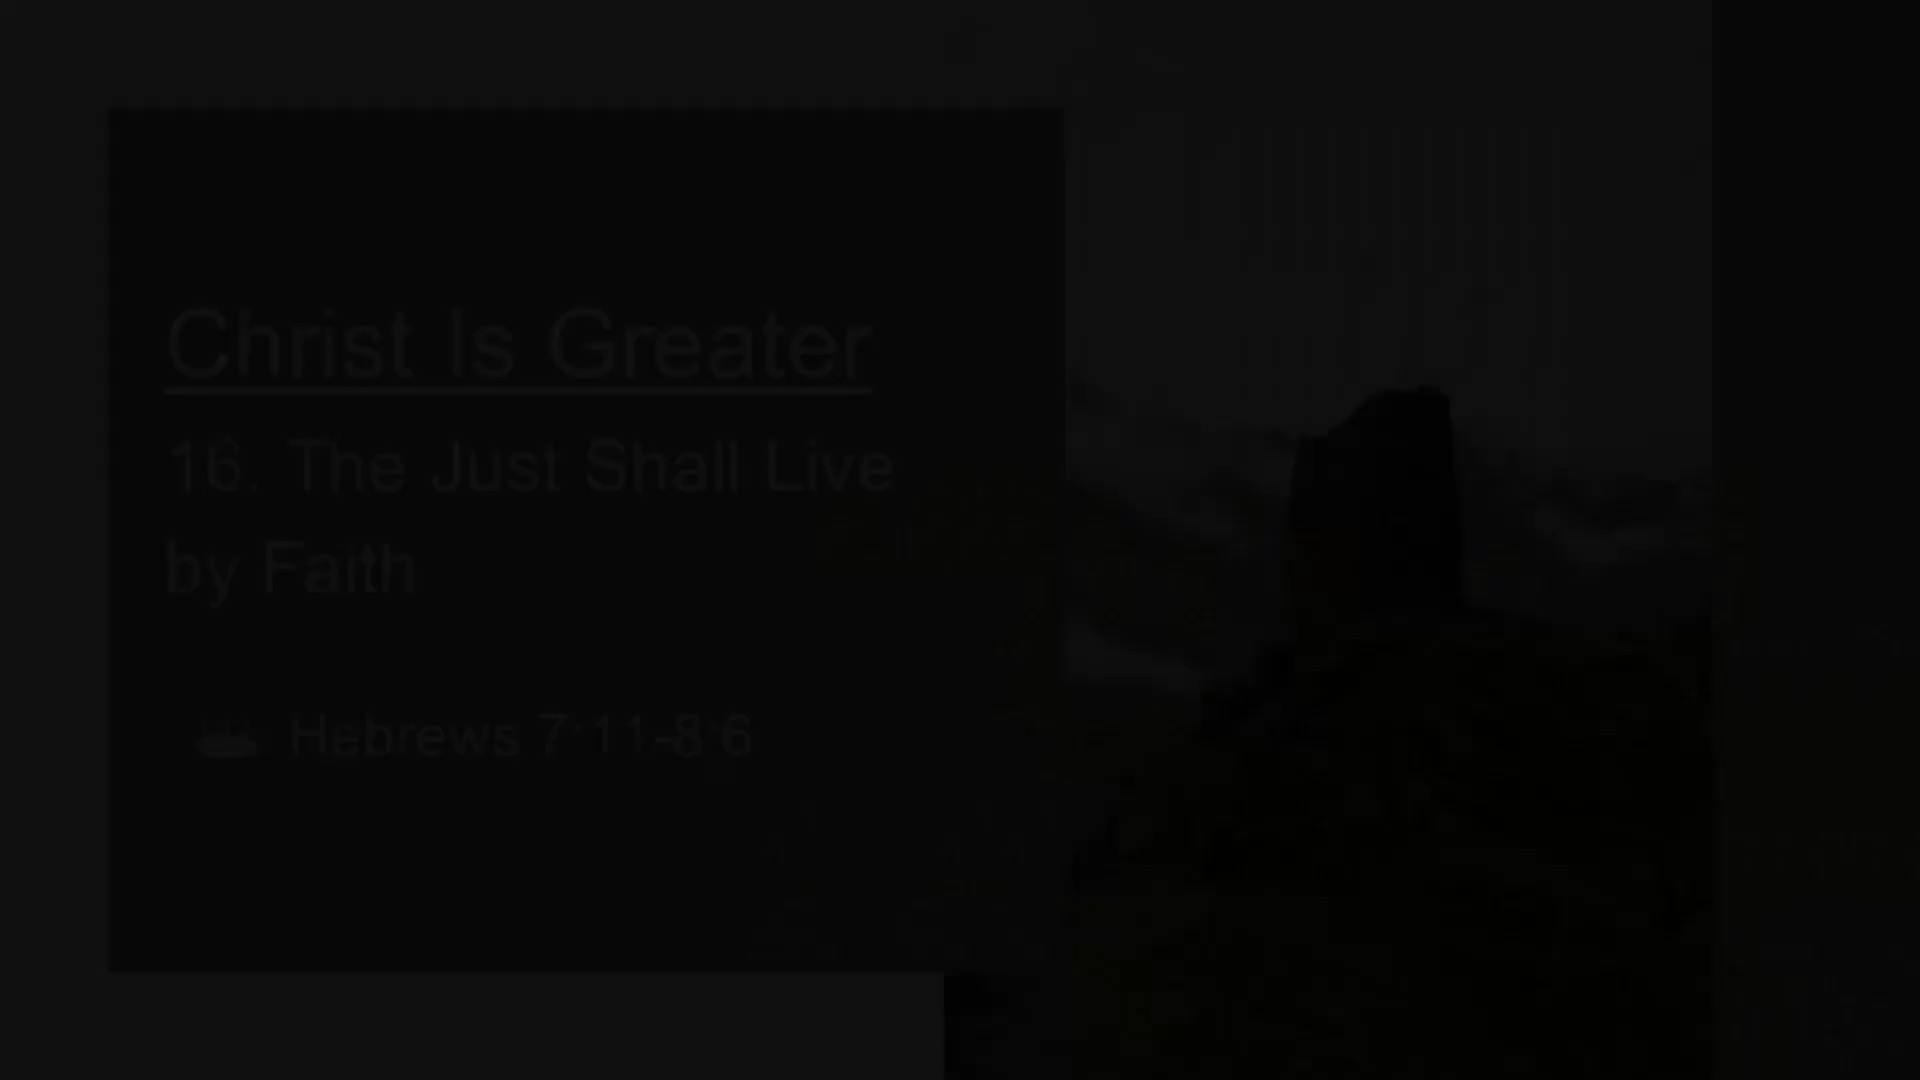 Christ Is Greater
16. The Just Shall Live
by Faith
Hebrews 7:11-8:6